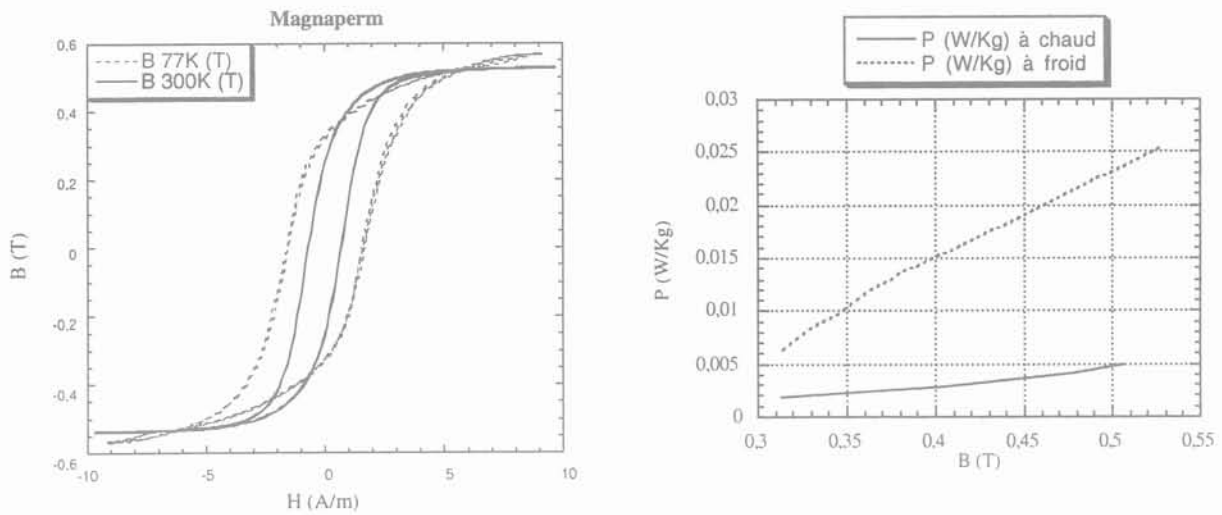 Magnaperm
B 77K (T)
B 300K (T)
0.6
0.4
0.2
0
-0.2
-0.4
-0.6
-10
-5
0
5
10
B (T)
H (A/m)
P (W/Kg) à chaud
P (W/Kg) à froid
0,03
0,025
0,02
0,015
0,01
0,005
0
0,3
0,35
0,4
0,45
0,5
0,55
P (W/Kg)
B (T)